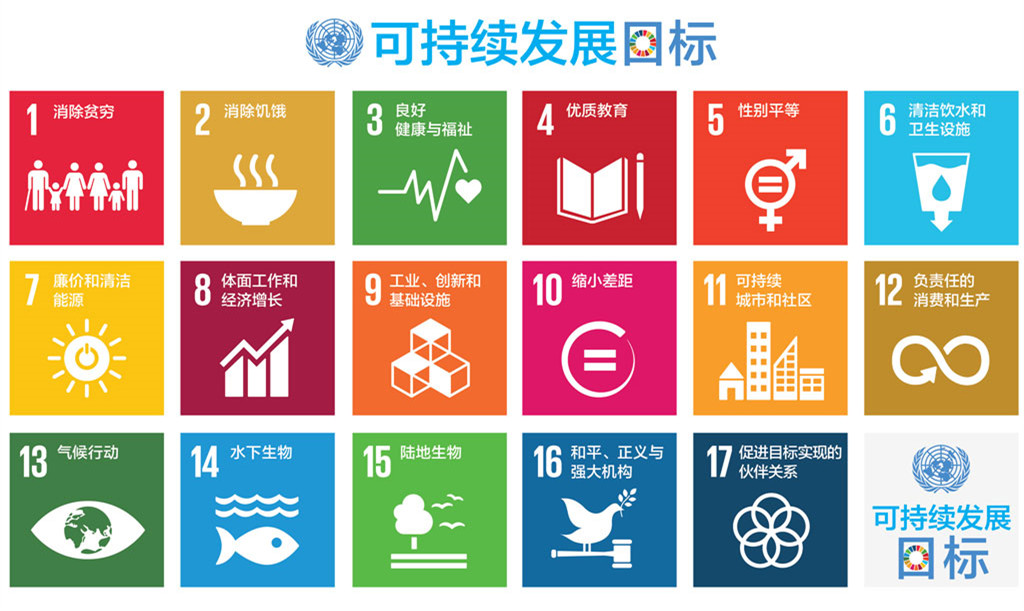 可持续发展目标
1 消除贫穷
2 消除饥饿
3 良好
健康与福祉
4 优质教育
5 性别平等
6 清洁饮水和
卫生设施
7 廉价和清洁
能源
8 体面工作和
经济增长
9 工业、创新和
基础设施
10 缩小差距
11 可持续
城市和社区
12 负责任的
消费和生产
13 气候行动
14 水下生物
15 陆地生物
16 和平、正义与
强大机构
17 促进目标实现的
伙伴关系
可持续发展
目标